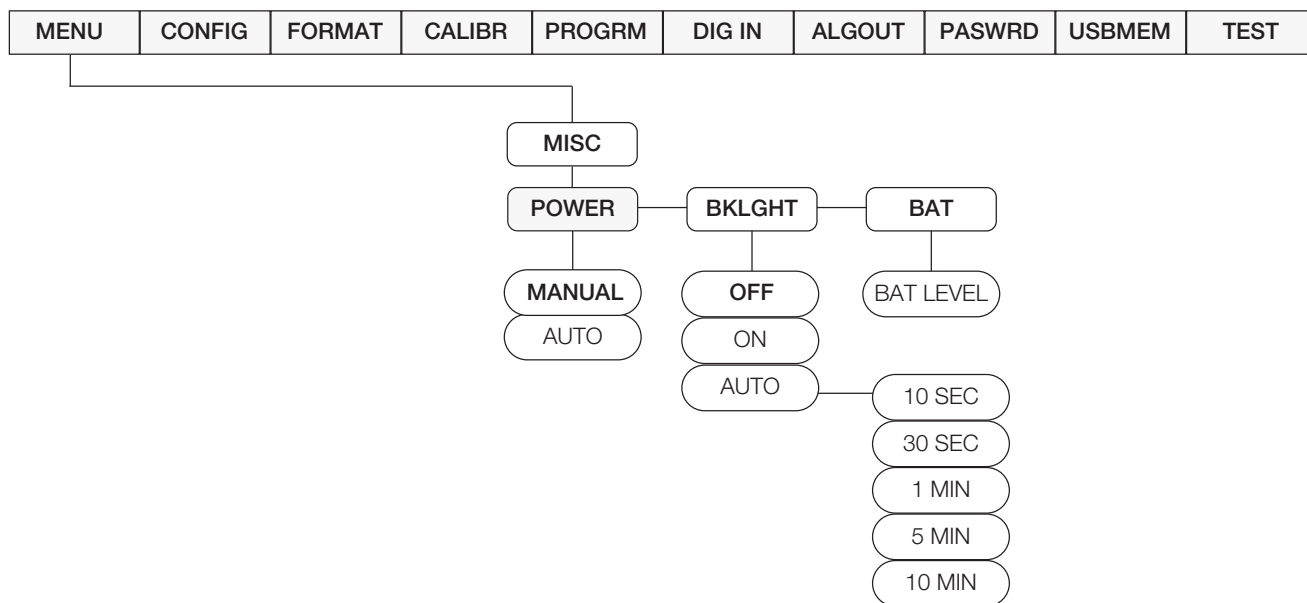 MENU CONFIG FORMAT CALIBR PROGRM DIG IN ALGOUT PASWRD USBMEM TEST
MISC
POWER BKLGHT BAT
MANUAL OFF BAT LEVEL
AUTO ON
AUTO 10 SEC
30 SEC
1 MIN
5 MIN
10 MIN